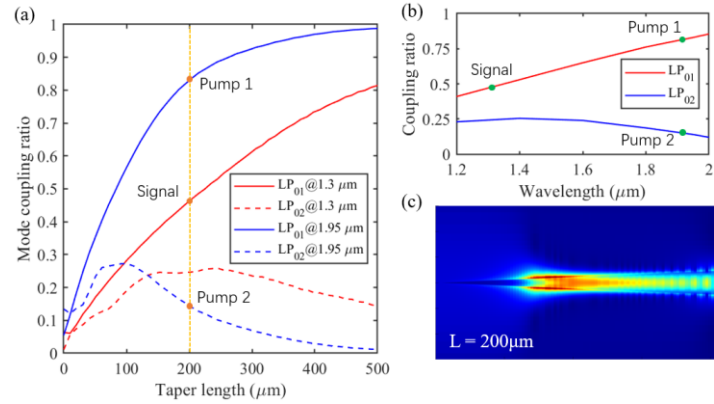 (a)
1
0.9
0.8
0.7
0.6
0.5
0.4
0.3
0.2
0.1
0
Mode coupling ratio
Pump 1
Signal
LP01@1.3 μm
LP02@1.3 μm
LP01@1.95 μm
LP02@1.95 μm
Pump 2
0 100 200 300 400 500
Taper length (μm)
(b)
1
0.75
0.5
0.25
0
Coupling ratio
Pump 1
Signal
LP01
LP02
Pump 2
1.2 1.4 1.6 1.8 2
Wavelength (μm)
(c)
L = 200μm